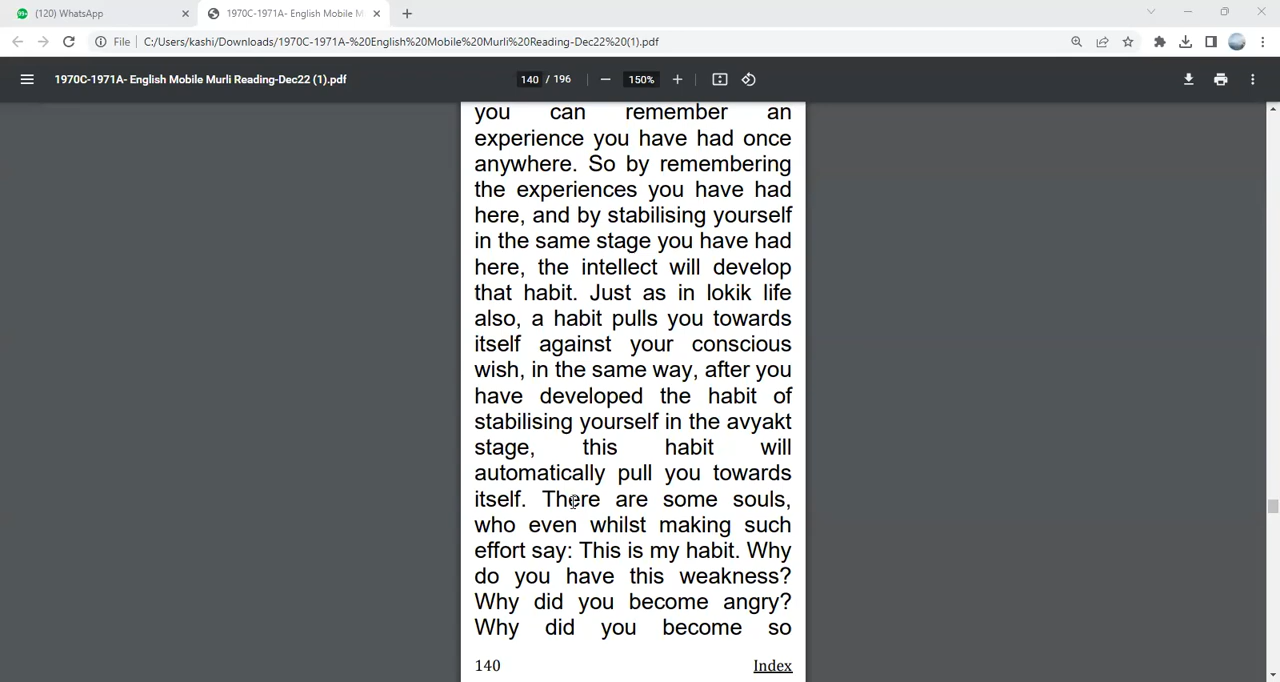 (120) WhatsApp
1970C-1971A- English Mobile M
File
C:/Users/kashi/Downloads/1970C-1971A-%20English%20Mobile%20Murli%20Reading-Dec22%20(1).pdf
1970C-1971A- English Mobile Murli Reading-Dec22 (1).pdf
140 / 196
150%
you can remember an
experience you have had once
anywhere. So by remembering
the experiences you have had
here, and by stabilising yourself
in the same stage you have had
here, the intellect will develop
that habit. Just as in lokik life
also, a habit pulls you towards
itself against your conscious
wish, in the same way, after you
have developed the habit of
stabilising yourself in the avyakt
stage, this habit will
automatically pull you towards
itself. There are some souls,
who even whilst making such
effort say: This is my habit. Why
do you have this weakness?
Why did you become angry?
Why did you become so
140
Index